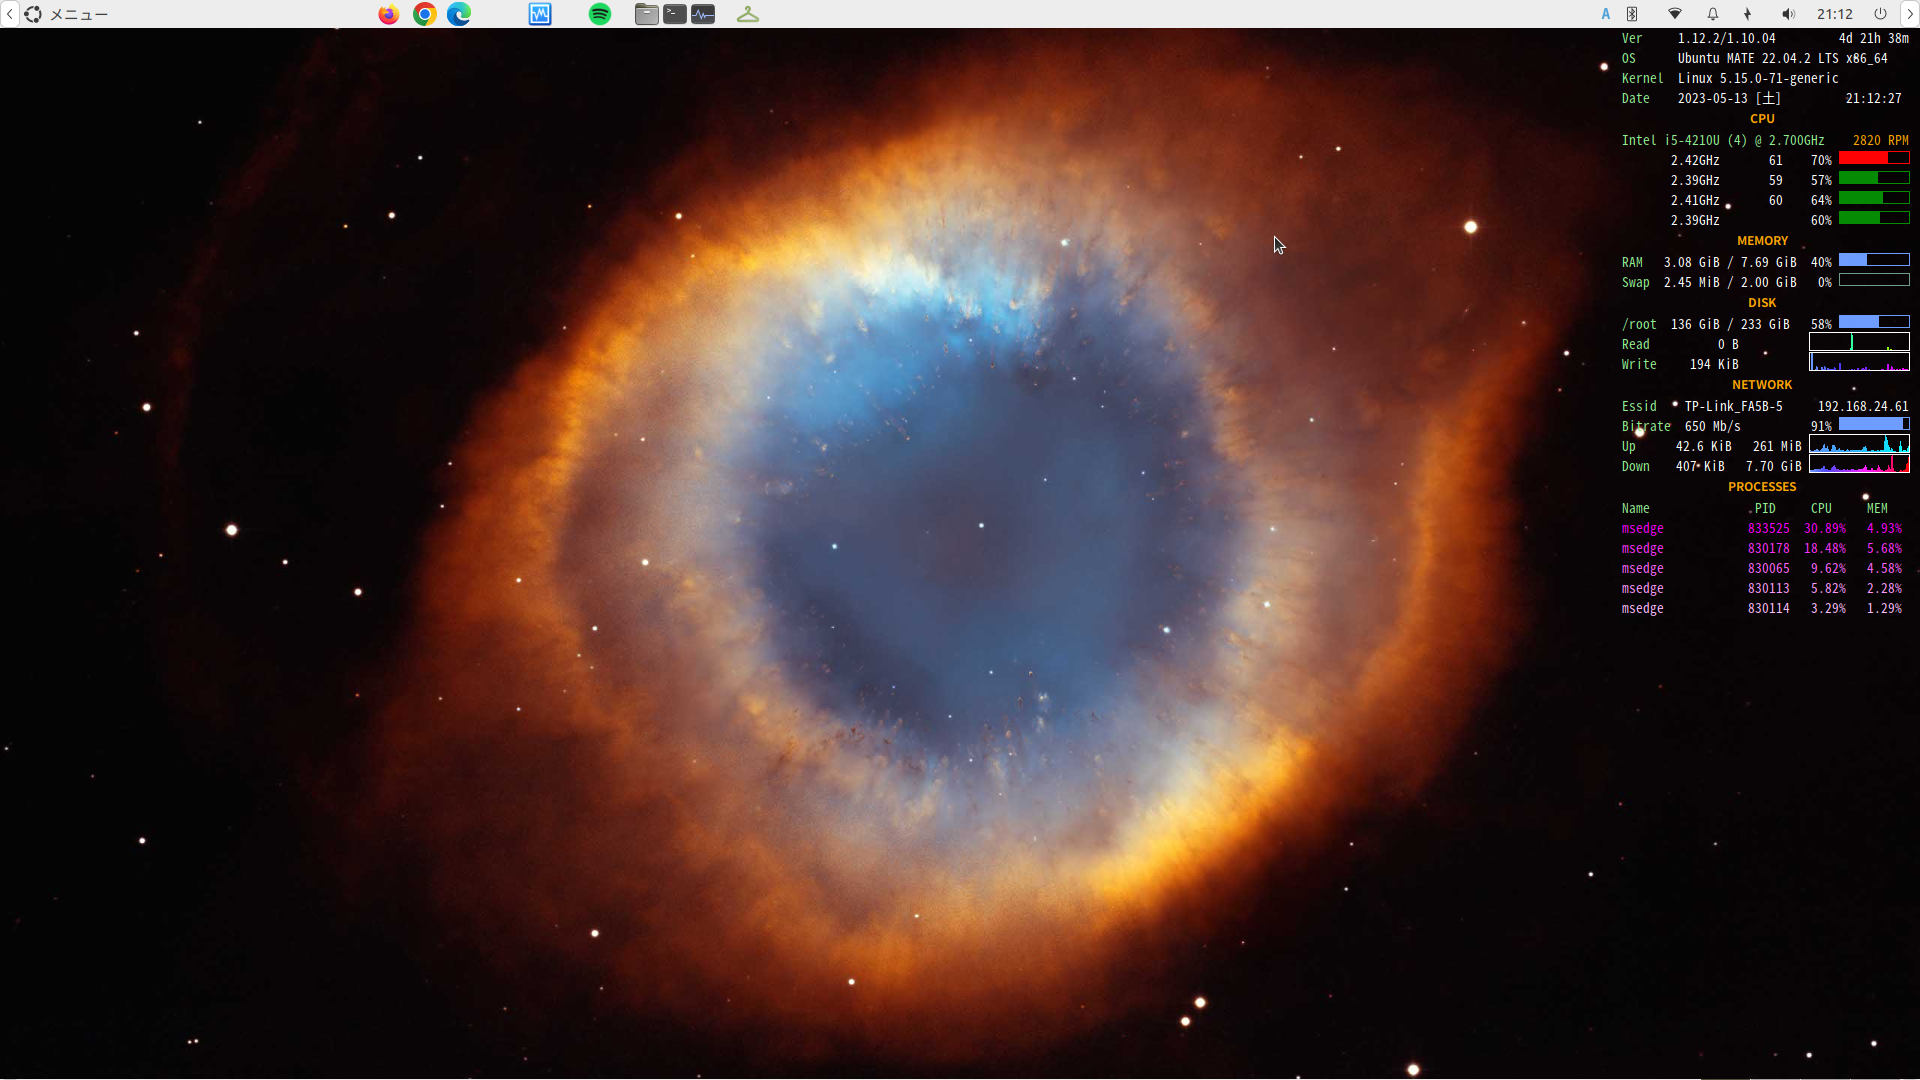 メニュー
A
21:12
Ver 1.12.2/1.10.04 4d 21h 38m
OS Ubuntu MATE 22.04.2 LTS x86_64
Kernel Linux 5.15.0-71-generic
Date 2023-05-13 [土] 21:12:27
CPU
Intel i5-4210U (4) @ 2.700GHz 2820 RPM
2.42GHz 61 70%
2.39GHz 59 57%
2.41GHz 60 64%
2.39GHz 60%
MEMORY
RAM 3.08 GiB / 7.69 GiB 40%
Swap 2.45 MiB / 2.00 GiB 0%
DISK
/root 136 GiB / 233 GiB 58%
Read 0 B
Write 194 KiB
NETWORK
Essid TP-Link_FA5B-5 192.168.24.61
Bitrate 650 Mb/s 91%
Up 42.6 KiB 261 MiB
Down 407 KiB 7.70 GiB
PROCESSES
Name PID CPU MEM
msedge 833525 30.89% 4.93%
msedge 830178 18.48% 5.68%
msedge 830065 9.62% 4.58%
msedge 830113 5.82% 2.28%
msedge 830114 3.29% 1.29%